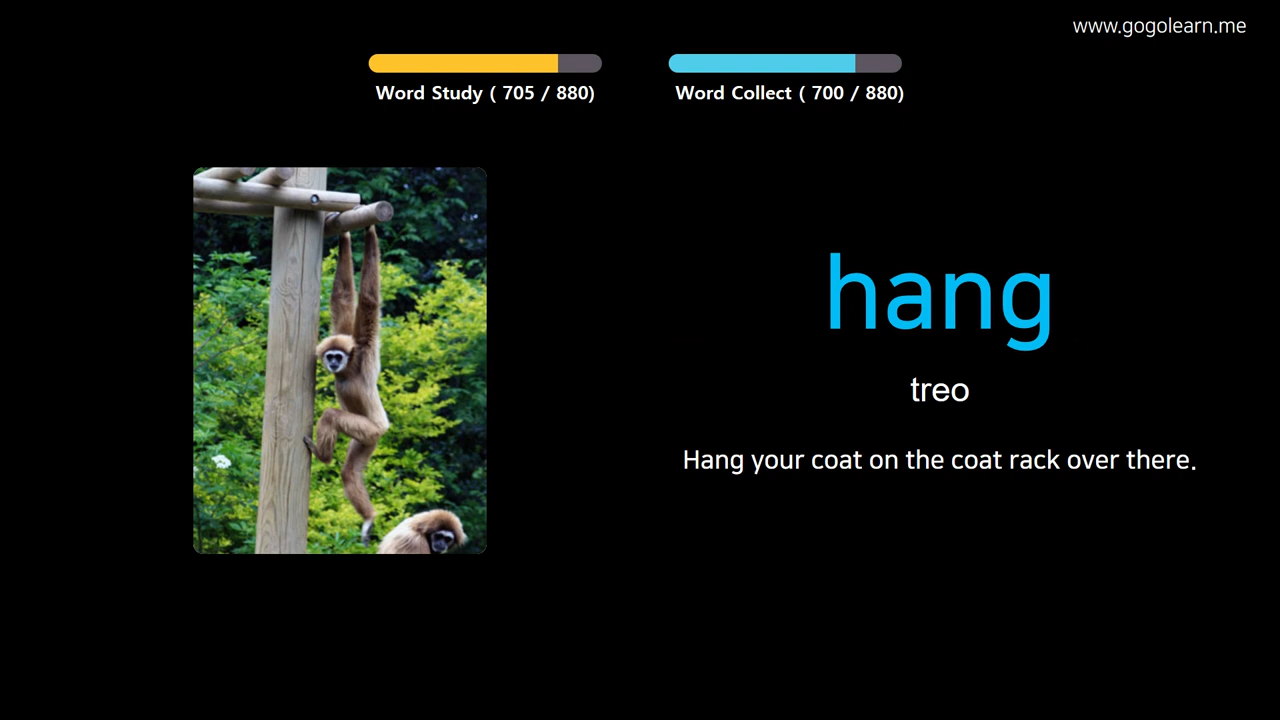 www.gogolearn.me
Word Study ( 705 / 880)
Word Collect ( 700 / 880)
hang
treo
Hang your coat on the coat rack over there.